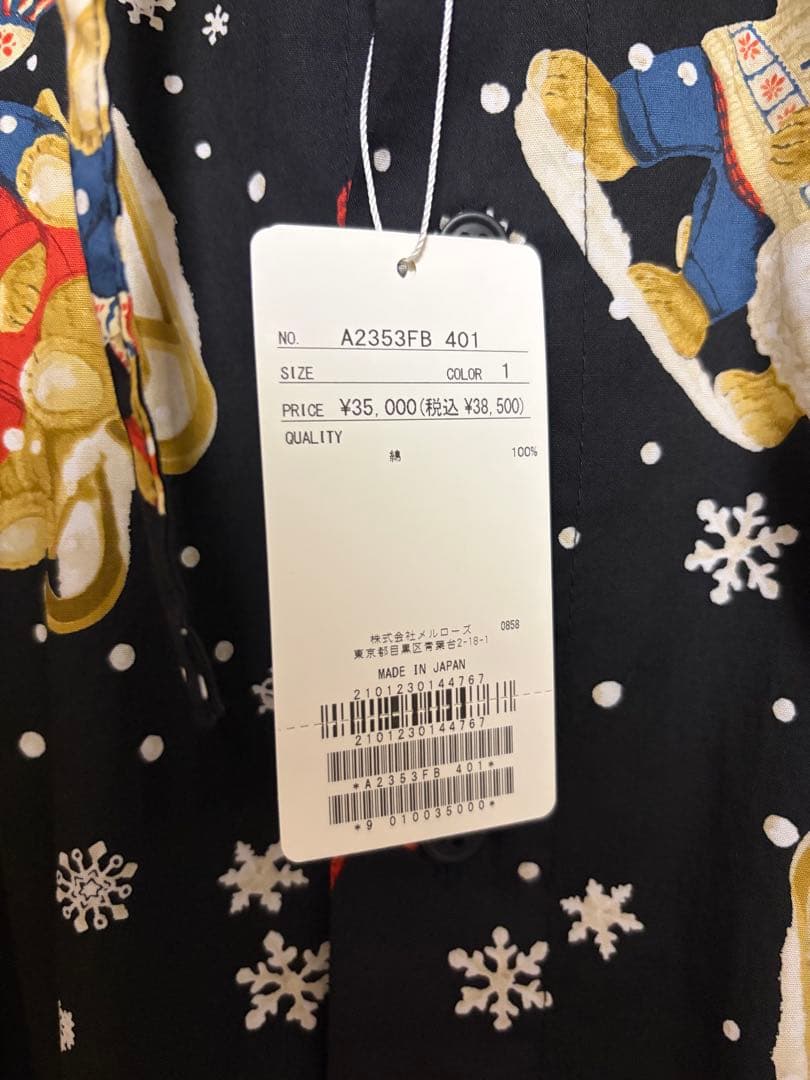 NO. A2353FB 401
SIZE COLOR 1
PRICE ¥35,000(税込 ¥38,500)
QUALITY
綿 100%
株式会社メルローズ 0858
東京都目黒区青葉台2-18-1
MADE IN JAPAN
2101230144767
2101230144767
*A2353FB 401*
*9 010035000*